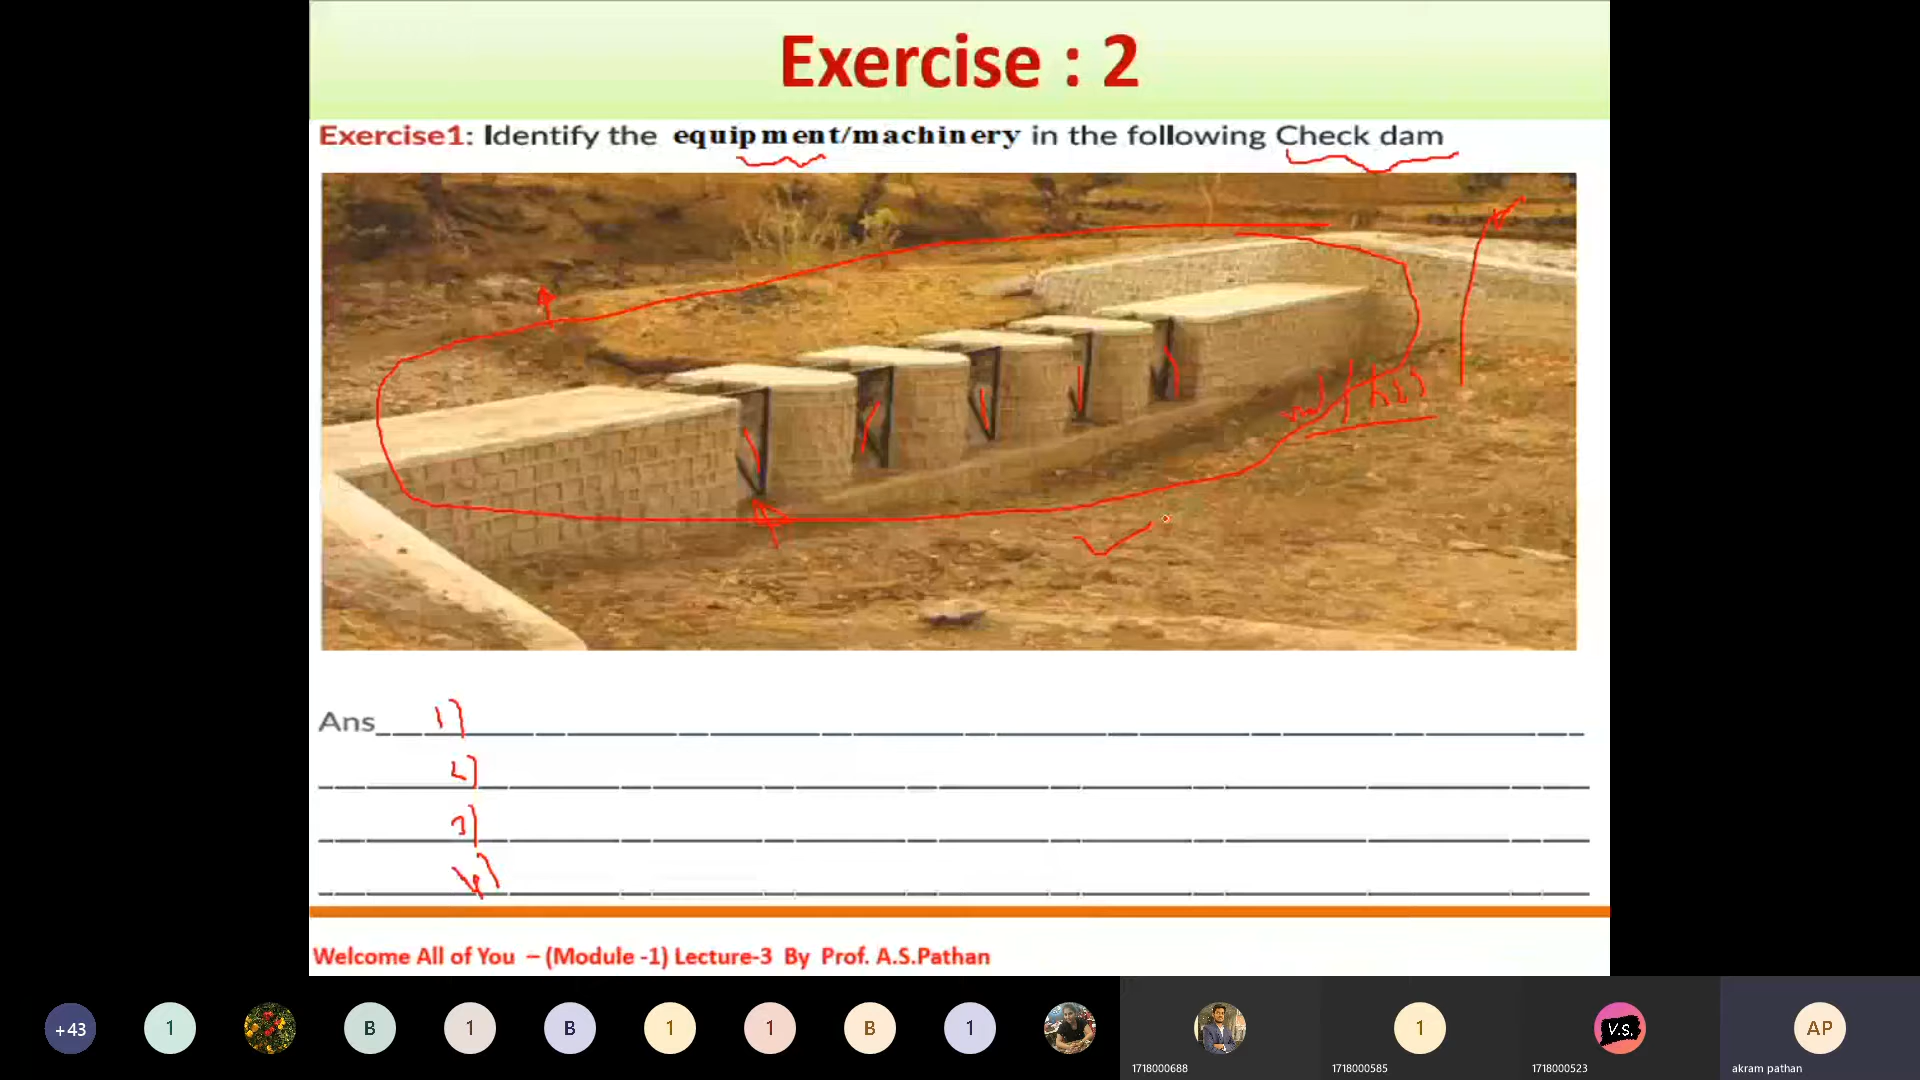 Exercise : 2
Exercise1: Identify the equipment/machinery in the following Check dam
Ans
1)
2)
3)
4)
Welcome All of You – (Module -1) Lecture-3 By Prof. A.S.Pathan
+43
1
B
1
B
1
1
B
1
1
V.S.
AP
1718000688
1718000585
1718000523
akram pathan